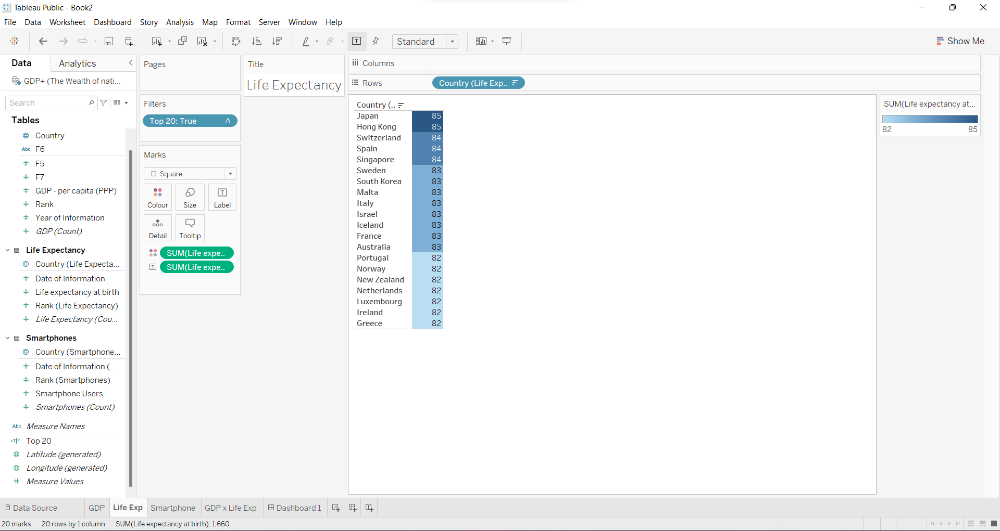 Tableau Public - Book2
File Data Worksheet Dashboard Story Analysis Map Format Server Window Help
Standard
Show Me
Data
Analytics
GDP+ (The Wealth of nati...
Search
Tables
Country
Abc F6
F5
F7
GDP - per capita (PPP)
Rank
Year of Information
GDP (Count)
Life Expectancy
Country (Life Expecta...
Date of Information
Life expectancy at birth
Rank (Life Expectancy)
Life Expectancy (Cou...
Smartphones
Country (Smartphone...
Date of Information (...
Rank (Smartphones)
Smartphone Users
Smartphones (Count)
Abc Measure Names
=T|F Top 20
Latitude (generated)
Longitude (generated)
Measure Values
Pages
Filters
Top 20: True
Marks
Square
Colour Size Label
Detail Tooltip
SUM(Life expe..
SUM(Life expe..
Title
Life Expectancy
Columns
Rows
Country (Life Exp..
Country (..
Japan 85
Hong Kong 85
Switzerland 84
Spain 84
Singapore 84
Sweden 83
South Korea 83
Malta 83
Italy 83
Israel 83
Iceland 83
France 83
Australia 83
Portugal 82
Norway 82
New Zealand 82
Netherlands 82
Luxembourg 82
Ireland 82
Greece 82
SUM(Life expectancy at...
82 85
Data Source GDP Life Exp Smartphone GDP x Life Exp Dashboard 1
20 marks 20 rows by 1 column SUM(Life expectancy at birth): 1,660